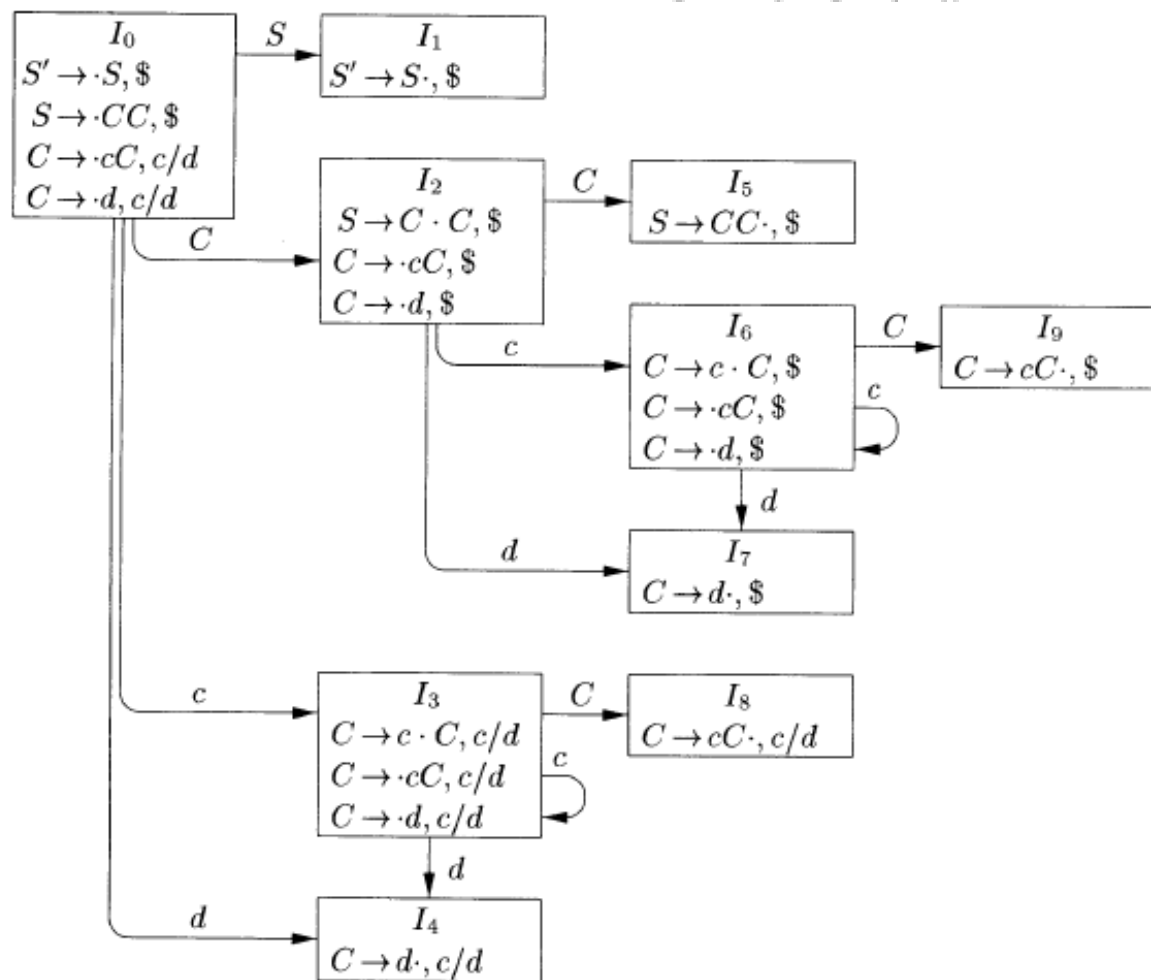 I₀
S' → ·S, $
S → ·CC, $
C → ·cC, c/d
C → ·d, c/d
S
I₁
S' → S·, $
C
I₂
S → C · C, $
C → ·cC, $
C → ·d, $
C
I₅
S → CC·, $
c
I₆
C → c · C, $
C → ·cC, $
C → ·d, $
C
I₉
C → cC·, $
c
d
d
I₇
C → d·, $
c
I₃
C → c · C, c/d
C → ·cC, c/d
C → ·d, c/d
C
I₈
C → cC·, c/d
c
d
d
I₄
C → d·, c/d